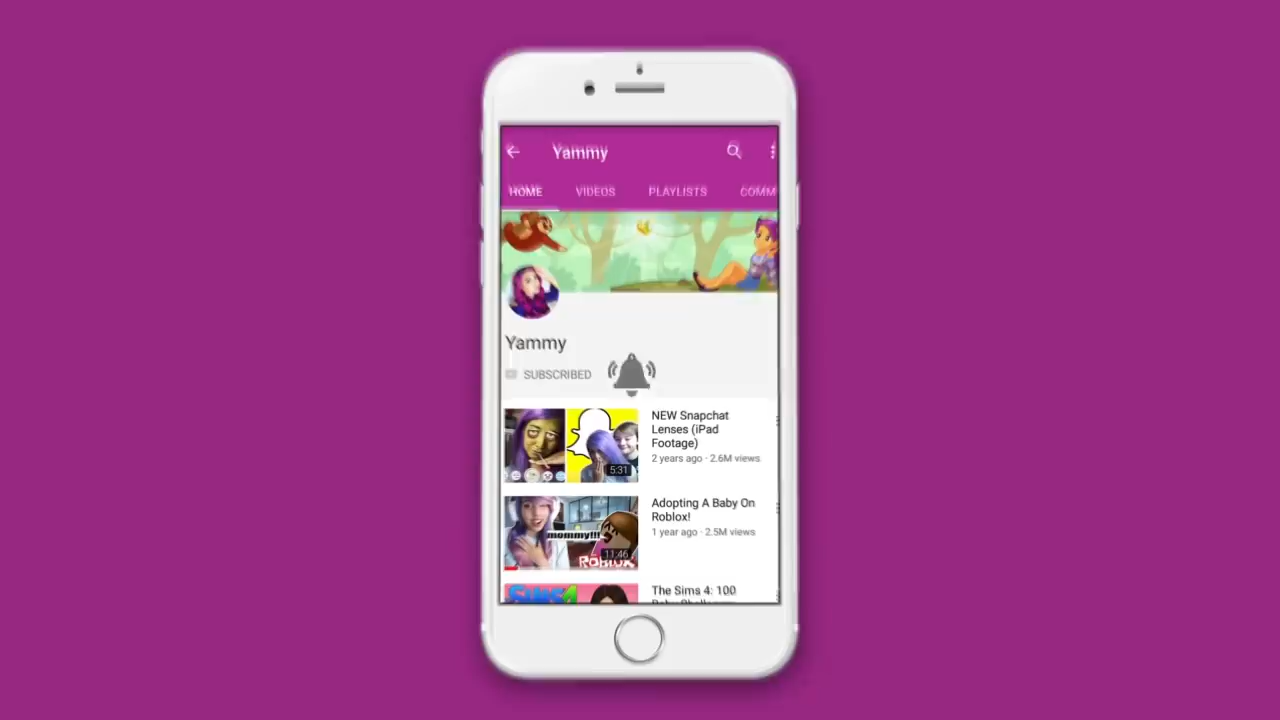 Yammy
HOME VIDEOS PLAYLISTS COMM
Yammy
SUBSCRIBED
NEW Snapchat
Lenses (iPad
Footage)
2 years ago · 2.6M views
5:31
Adopting A Baby On
Roblox!
1 year ago · 2.5M views
mommy!!!
11:46
ROBLOX
The Sims 4: 100